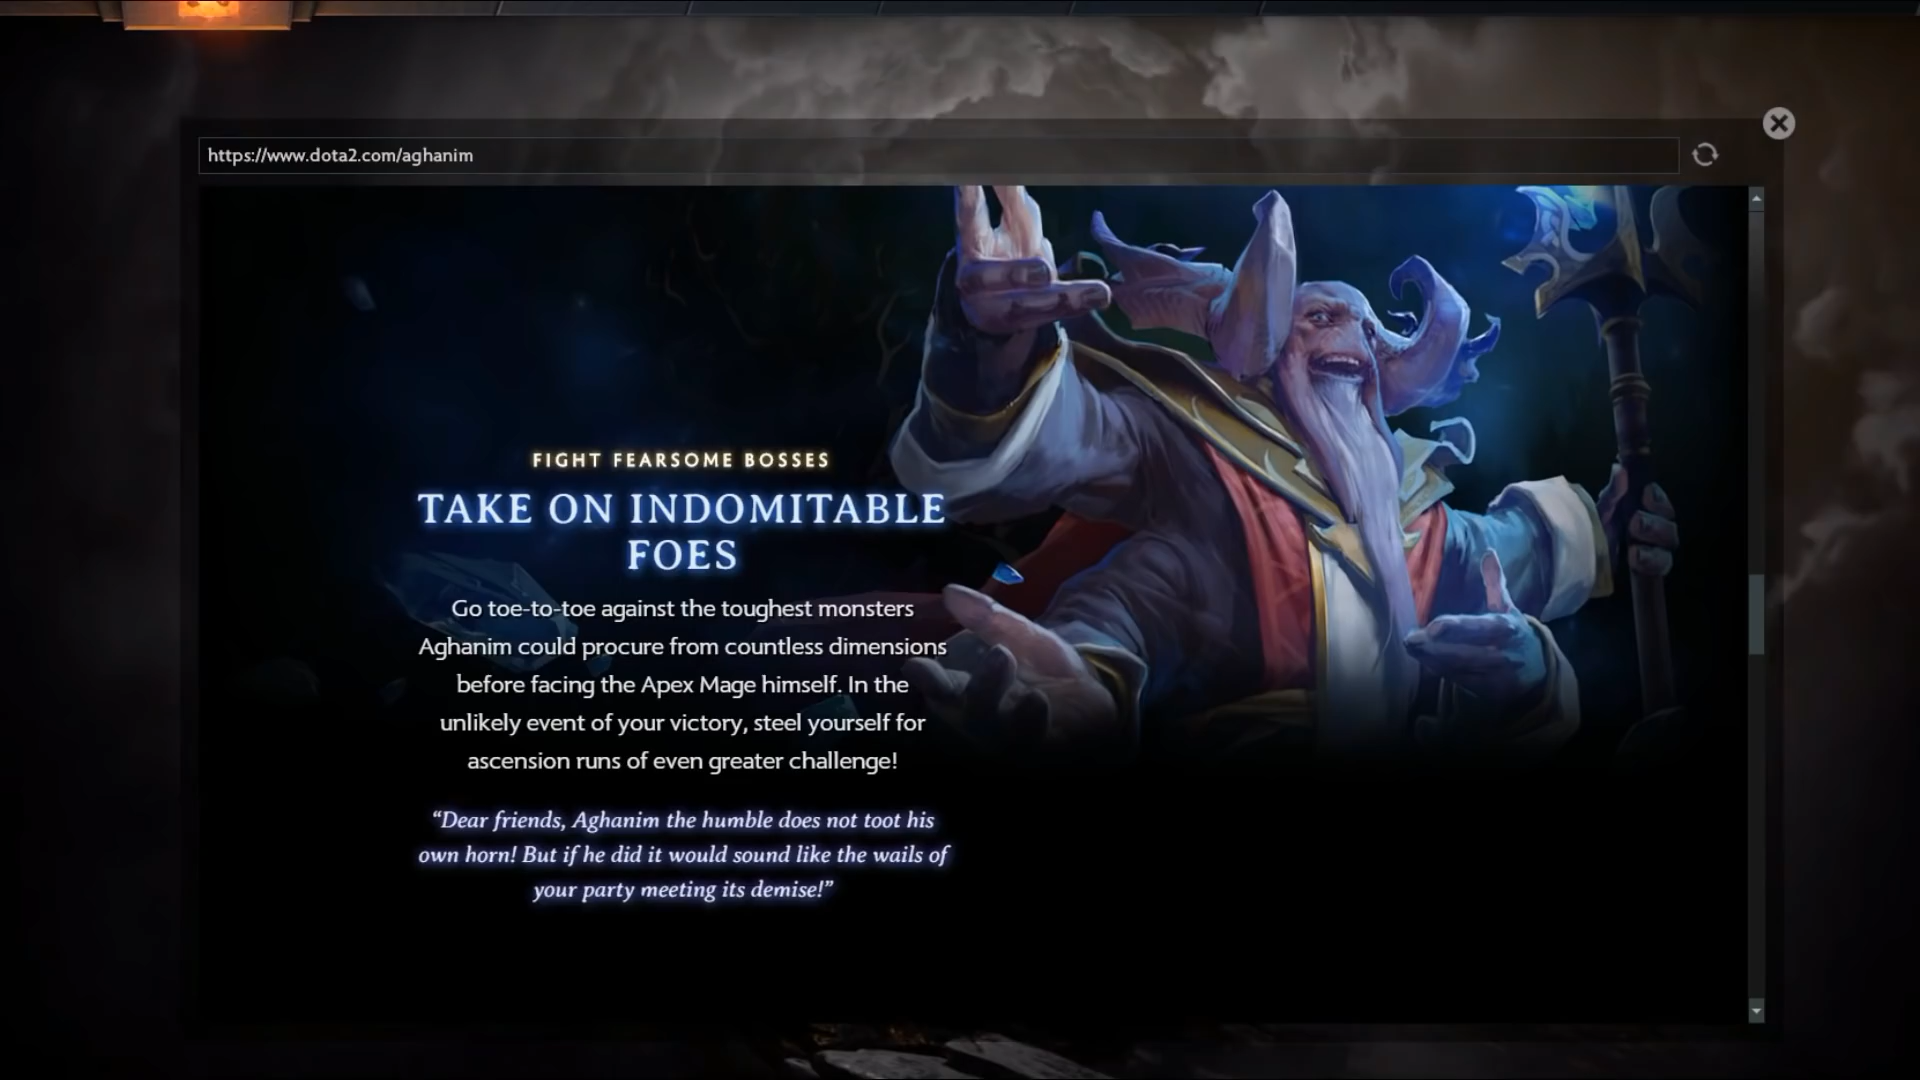 https://www.dota2.com/aghanim
FIGHT FEARSOME BOSSES
TAKE ON INDOMITABLE
FOES
Go toe-to-toe against the toughest monsters
Aghanim could procure from countless dimensions
before facing the Apex Mage himself. In the
unlikely event of your victory, steel yourself for
ascension runs of even greater challenge!
“Dear friends, Aghanim the humble does not toot his
own horn! But if he did it would sound like the wails of
your party meeting its demise!”